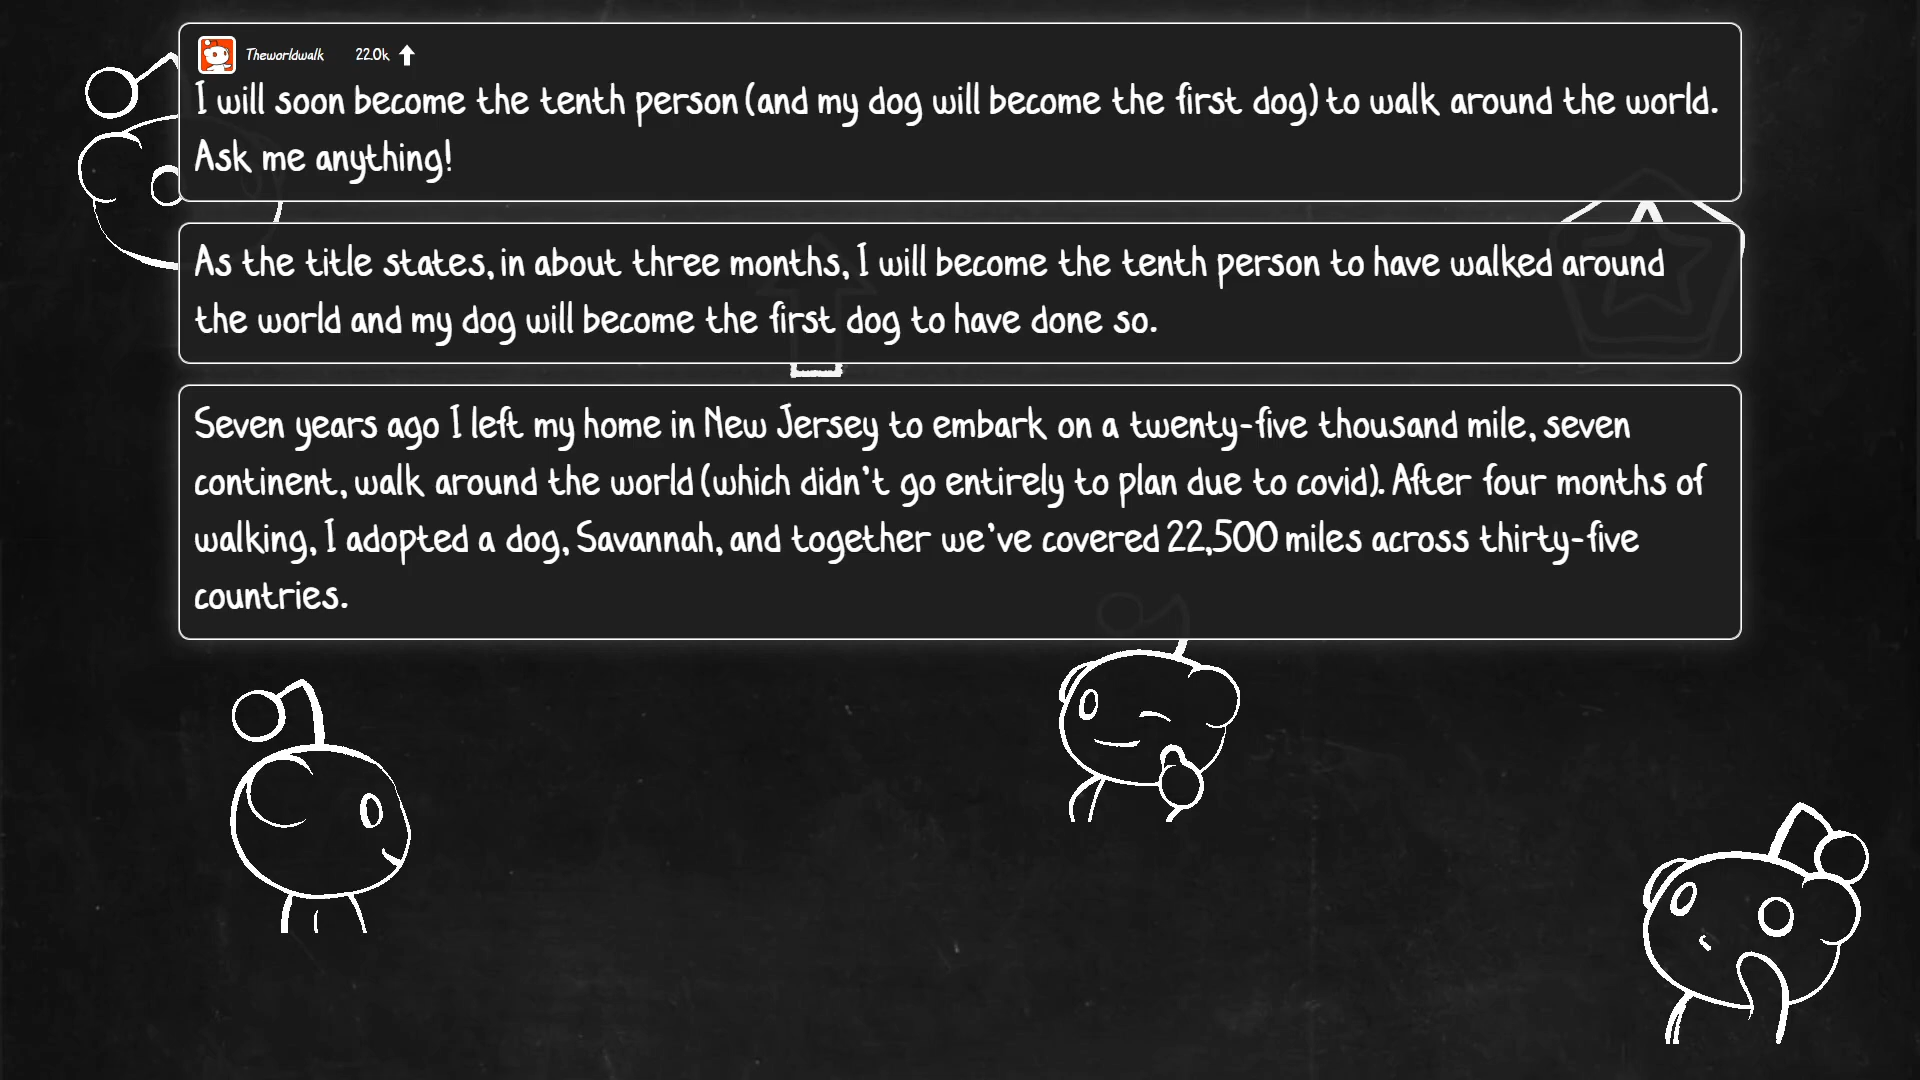 Theworldwalk 22.0k
I will soon become the tenth person (and my dog will become the first dog) to walk around the world.
Ask me anything!
As the title states, in about three months, I will become the tenth person to have walked around
the world and my dog will become the first dog to have done so.
Seven years ago I left my home in New Jersey to embark on a twenty-five thousand mile, seven
continent, walk around the world (which didn't go entirely to plan due to covid). After four months of
walking, I adopted a dog, Savannah, and together we've covered 22,500 miles across thirty-five
countries.